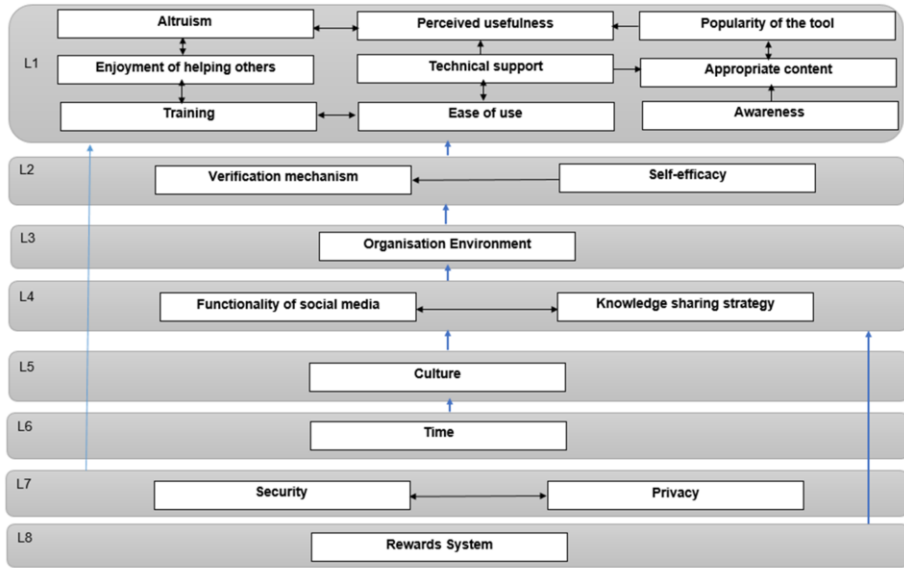 L1
Altruism
Perceived usefulness
Popularity of the tool
Enjoyment of helping others
Technical support
Appropriate content
Training
Ease of use
Awareness
L2
Verification mechanism
Self-efficacy
L3
Organisation Environment
L4
Functionality of social media
Knowledge sharing strategy
L5
Culture
L6
Time
L7
Security
Privacy
L8
Rewards System